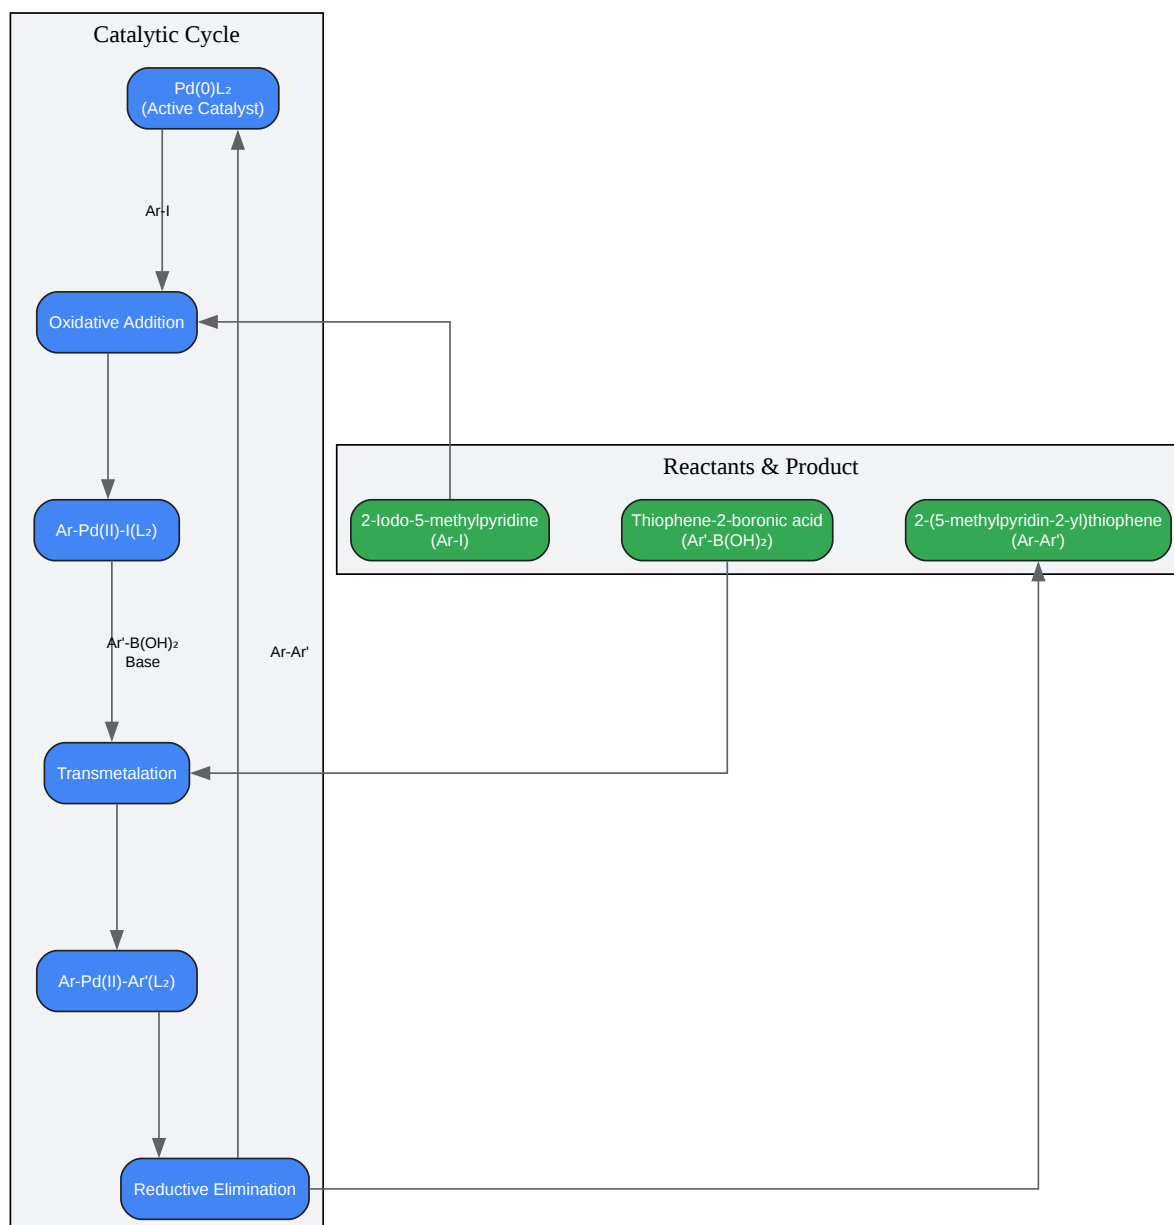 Catalytic Cycle
Pd(0)L₂
(Active Catalyst)
Ar-I
Oxidative Addition
Reactants & Product
Ar-Pd(II)-I(L₂)
2-Iodo-5-methylpyridine
(Ar-I)
Thiophene-2-boronic acid
(Ar'-B(OH)₂)
2-(5-methylpyridin-2-yl)thiophene
(Ar-Ar')
Ar'-B(OH)₂
Base
Ar-Ar'
Transmetalation
Ar-Pd(II)-Ar'(L₂)
Reductive Elimination